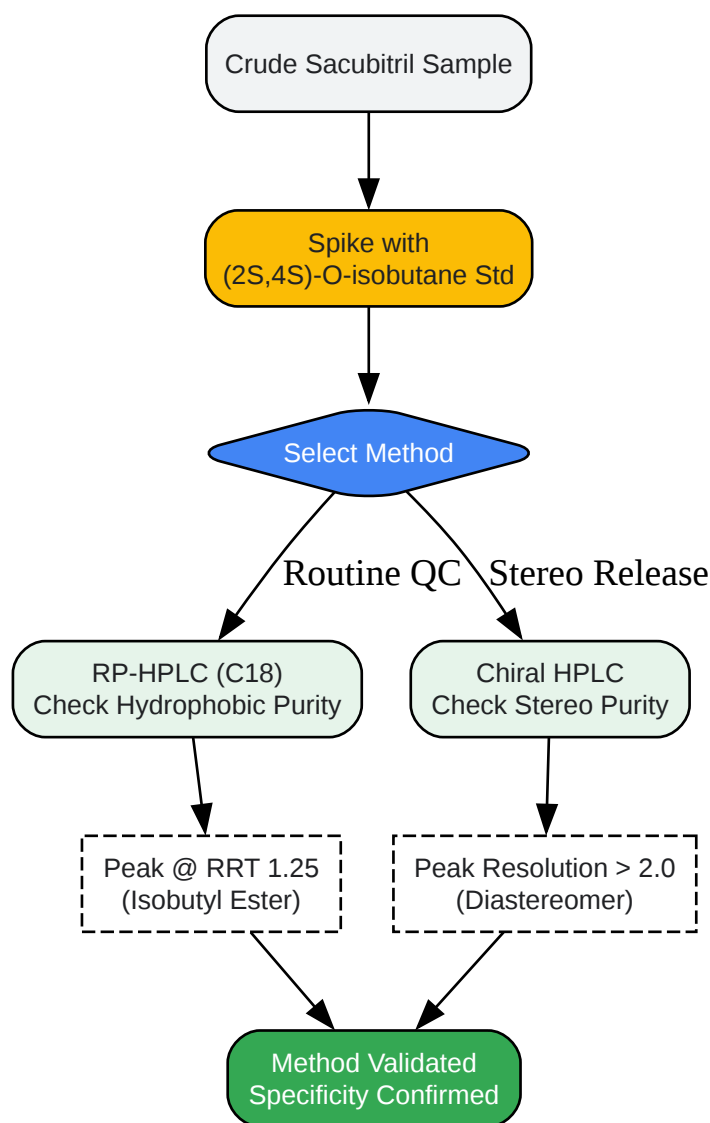 Crude Sacubitril Sample
Spike with
(2S,4S)-O-isobutane Std
Select Method
Routine QC
Stereo Release
RP-HPLC (C18)
Check Hydrophobic Purity
Chiral HPLC
Check Stereo Purity
Peak @ RRT 1.25
(Isobutyl Ester)
Peak Resolution > 2.0
(Diastereomer)
Method Validated
Specificity Confirmed